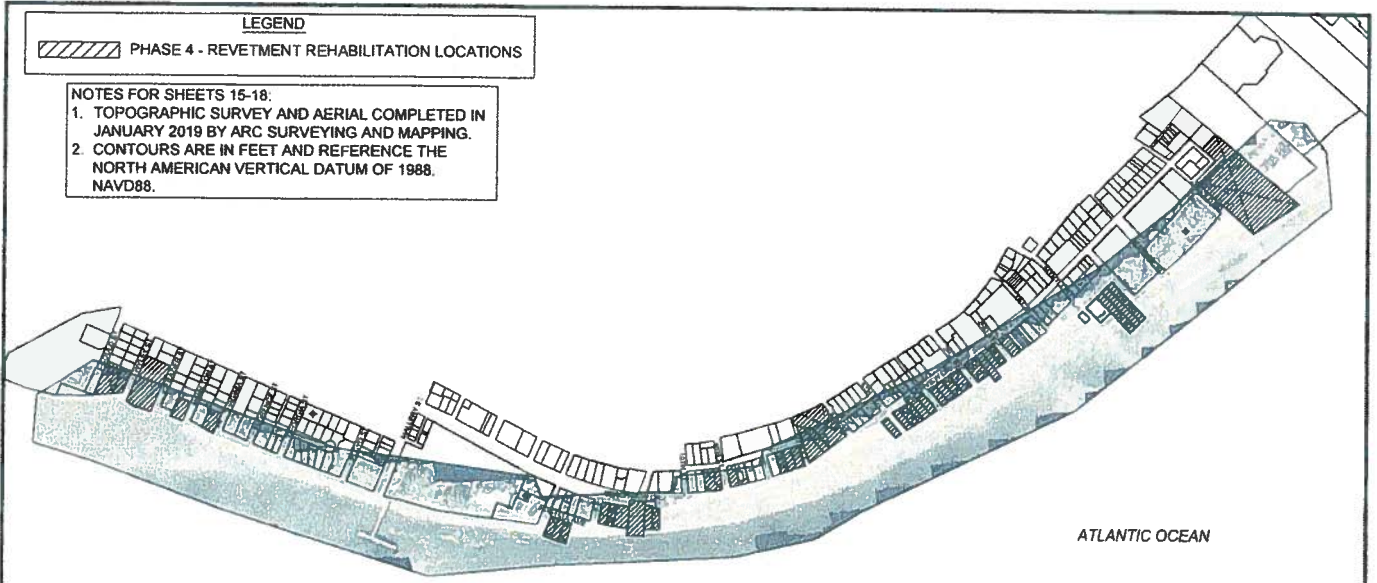 LEGEND
PHASE 4 - REVETMENT REHABILITATION LOCATIONS
NOTES FOR SHEETS 15-18:
1. TOPOGRAPHIC SURVEY AND AERIAL COMPLETED IN
JANUARY 2019 BY ARC SURVEYING AND MAPPING.
2. CONTOURS ARE IN FEET AND REFERENCE THE
NORTH AMERICAN VERTICAL DATUM OF 1988.
NAVD88.
ATLANTIC OCEAN